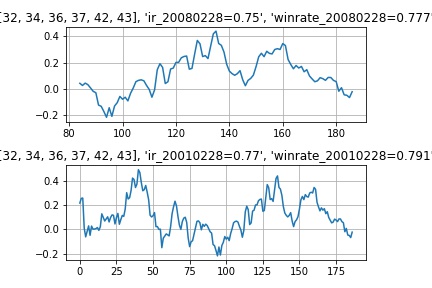 [32, 34, 36, 37, 42, 43], 'ir_20080228=0.75', 'winrate_20080228=0.777'
0.4
0.2
0.0
−0.2
80 100 120 140 160 180
[32, 34, 36, 37, 42, 43], 'ir_20010228=0.77', 'winrate_20010228=0.791'
0.4
0.2
0.0
−0.2
0 25 50 75 100 125 150 175